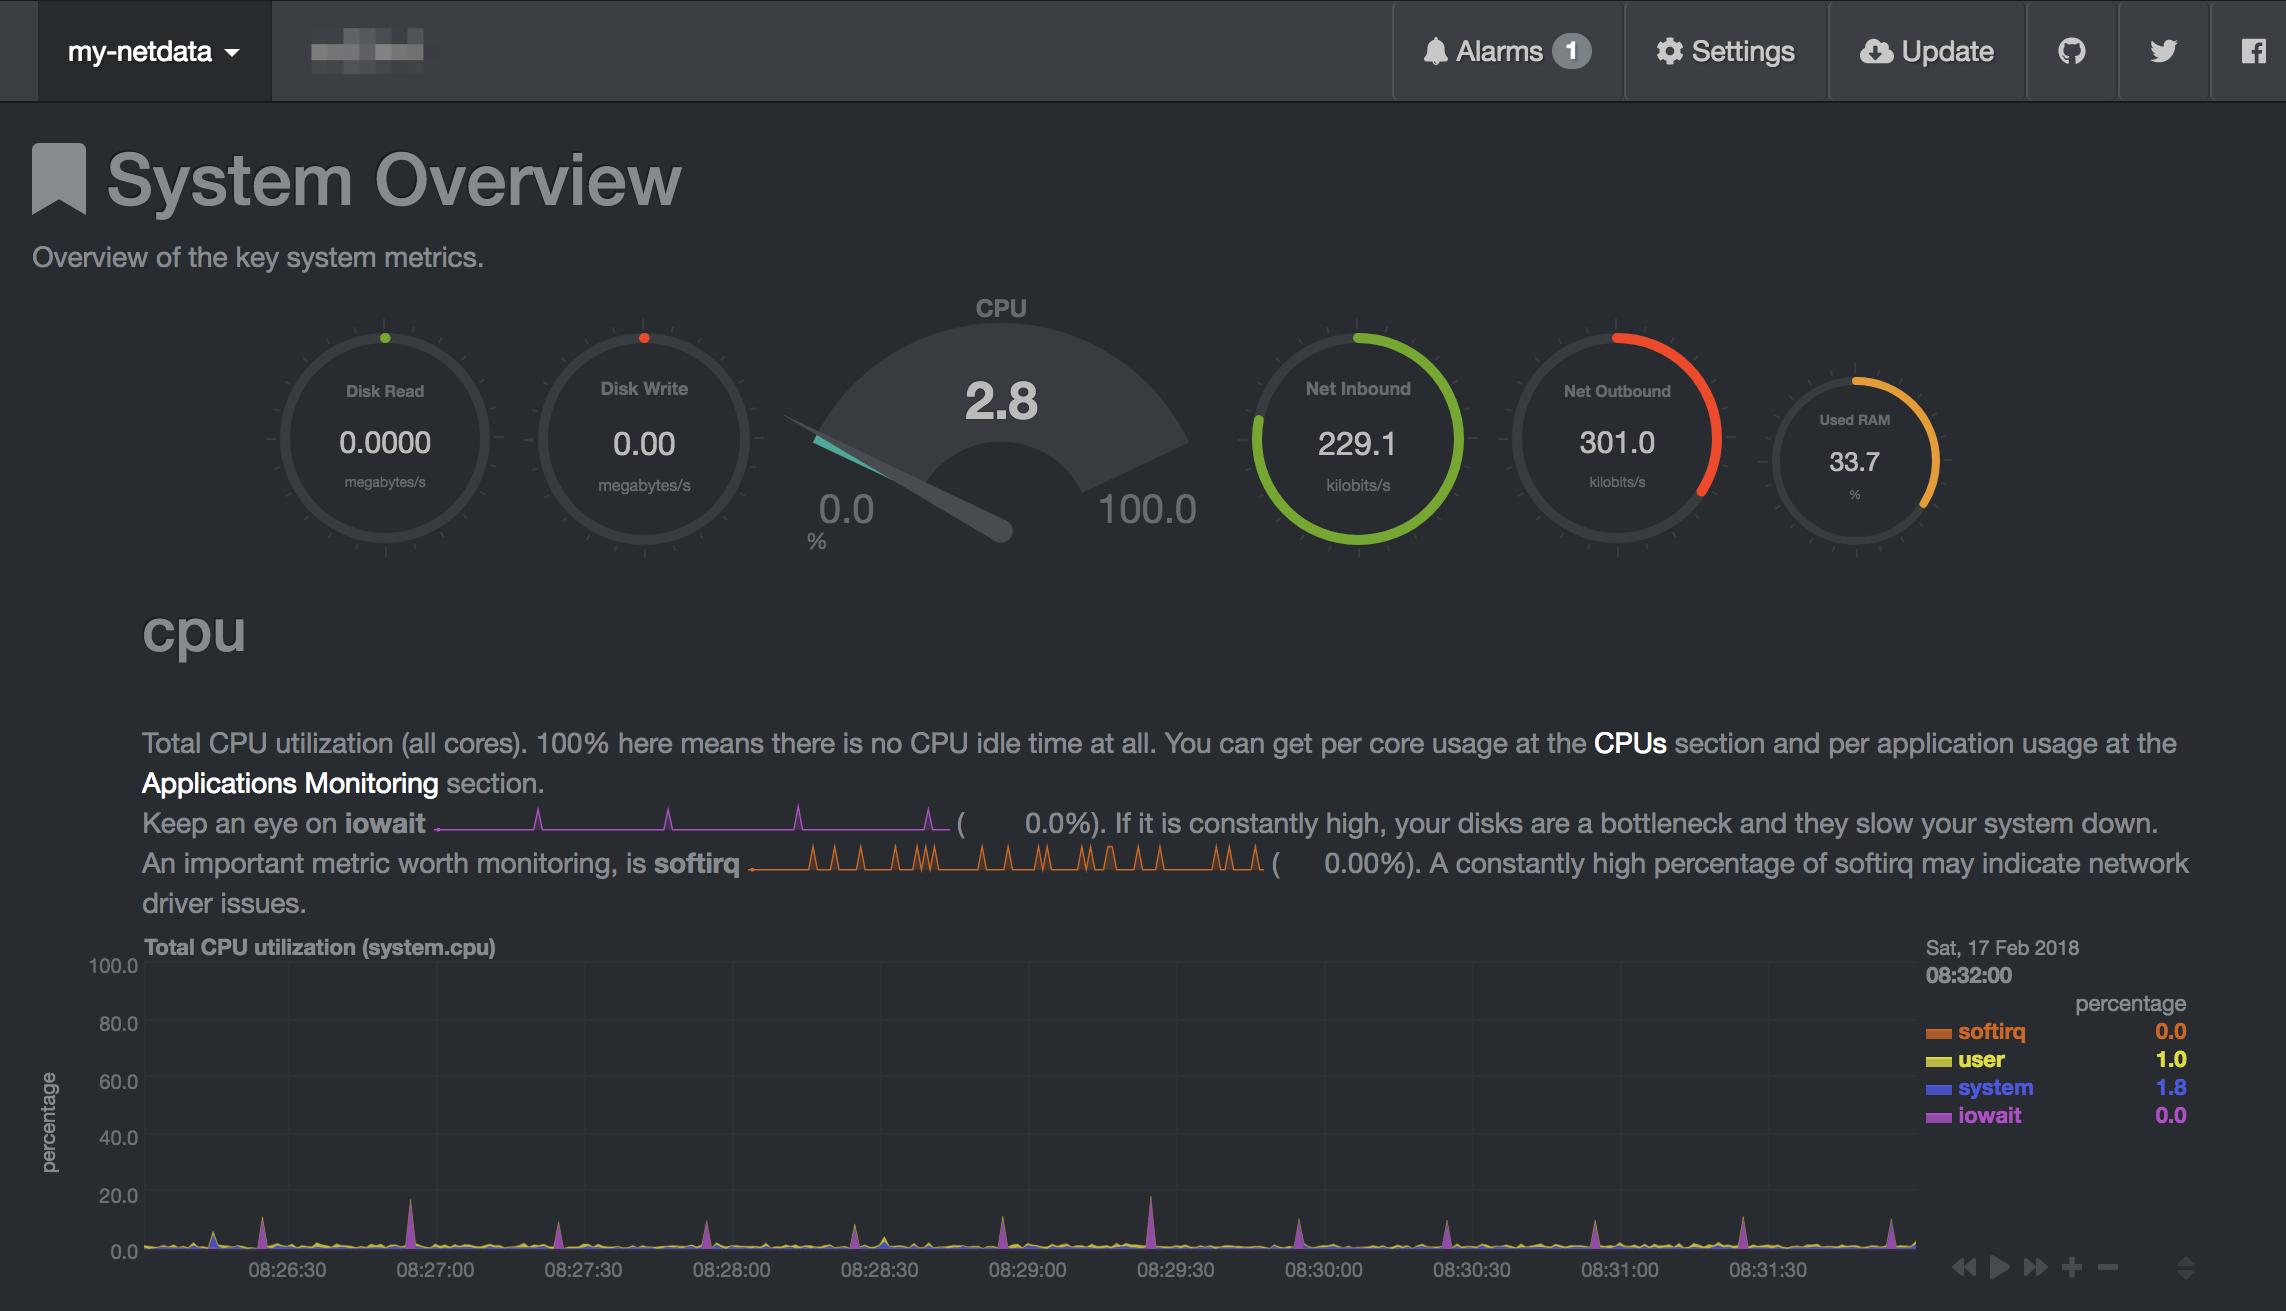 my-netdata
Alarms 1
Settings
Update
System Overview
Overview of the key system metrics.
Disk Read
0.0000
megabytes/s
Disk Write
0.00
megabytes/s
CPU
2.8
0.0
100.0
%
Net Inbound
229.1
kilobits/s
Net Outbound
301.0
kilobits/s
Used RAM
33.7
%
cpu
Total CPU utilization (all cores). 100% here means there is no CPU idle time at all. You can get per core usage at the CPUs section and per application usage at the
Applications Monitoring section.
Keep an eye on iowait ( 0.0%). If it is constantly high, your disks are a bottleneck and they slow your system down.
An important metric worth monitoring, is softirq ( 0.00%). A constantly high percentage of softirq may indicate network
driver issues.
Total CPU utilization (system.cpu)
percentage
100.0
80.0
60.0
40.0
20.0
0.0
08:26:30 08:27:00 08:27:30 08:28:00 08:28:30 08:29:00 08:29:30 08:30:00 08:30:30 08:31:00 08:31:30
Sat, 17 Feb 2018
08:32:00
percentage
softirq 0.0
user 1.0
system 1.8
iowait 0.0